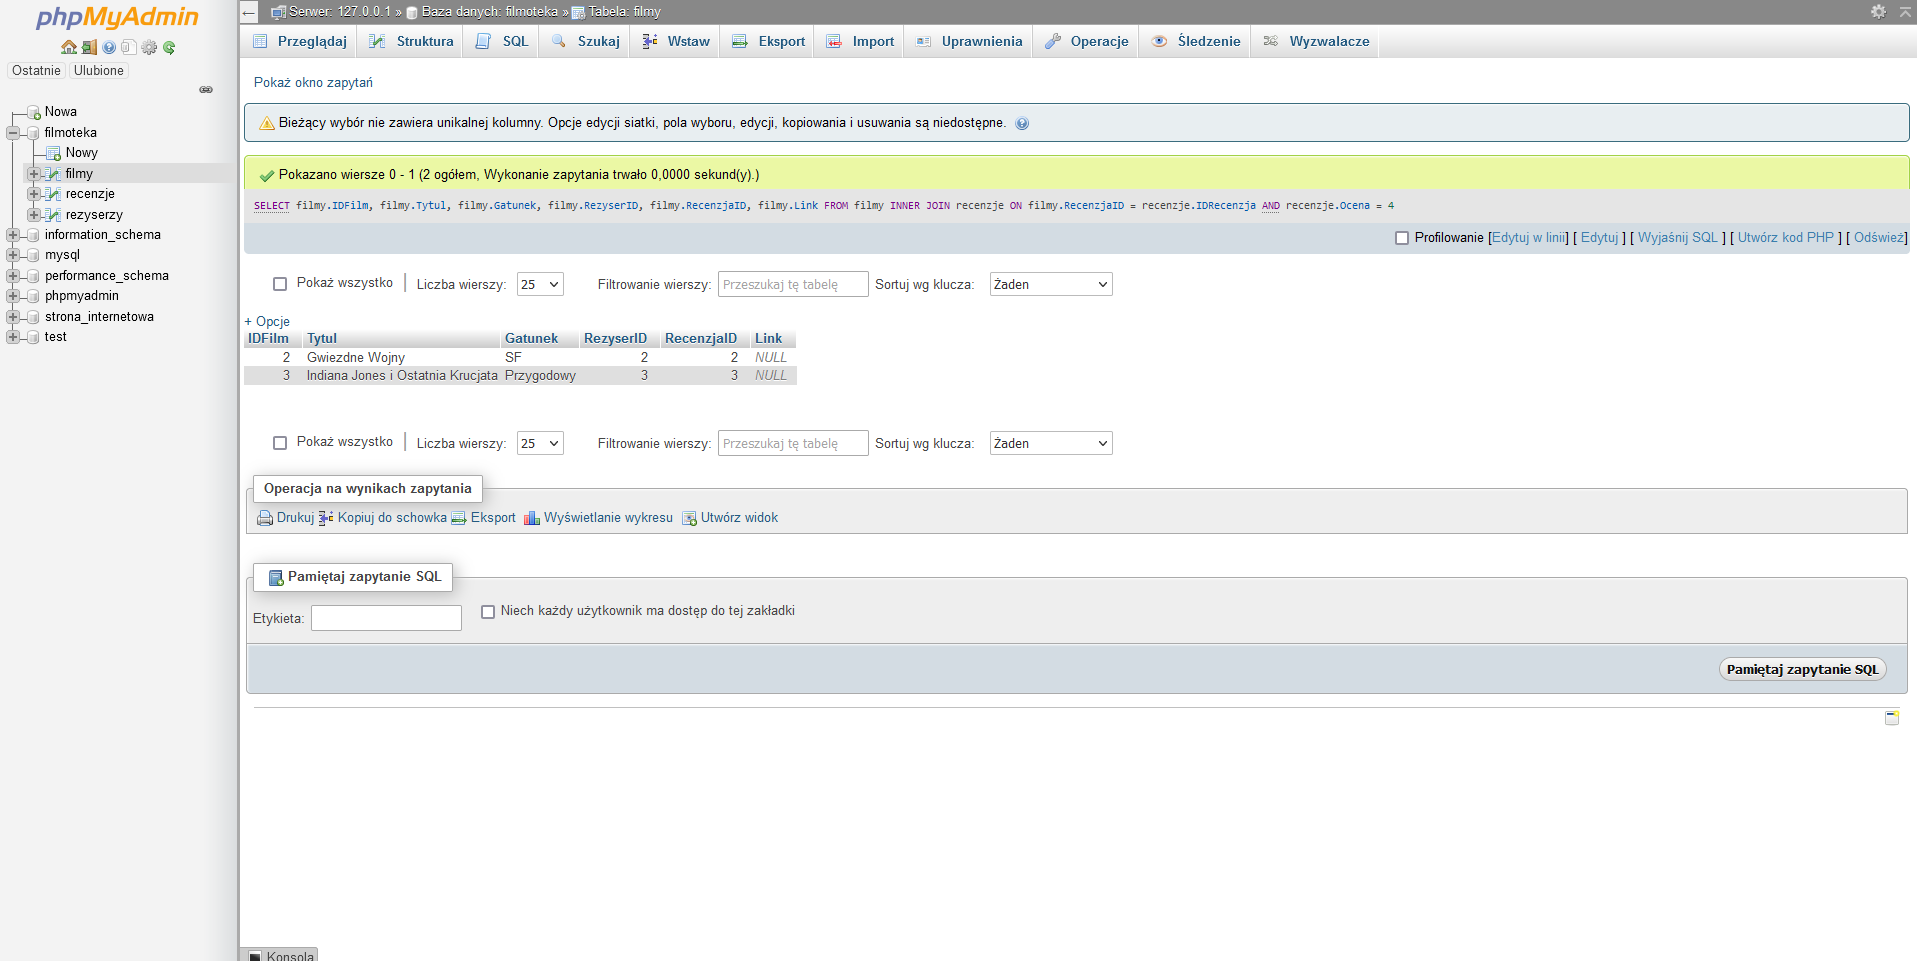 phpMyAdmin
Ostatnie Ulubione
Nowa
filmoteka
Nowy
filmy
recenzje
rezyserzy
information_schema
mysql
performance_schema
phpmyadmin
strona_internetowa
test
Serwer: 127.0.0.1 » Baza danych: filmoteka » Tabela: filmy
Przeglądaj Struktura SQL Szukaj Wstaw Eksport Import Uprawnienia Operacje Śledzenie Wyzwalacze
Pokaż okno zapytań
Bieżący wybór nie zawiera unikalnej kolumny. Opcje edycji siatki, pola wyboru, edycji, kopiowania i usuwania są niedostępne.
Pokazano wiersze 0 - 1 (2 ogółem, Wykonanie zapytania trwało 0,0000 sekund(y).)
SELECT filmy.IDFilm, filmy.Tytul, filmy.Gatunek, filmy.RezyserID, filmy.RecenzjaID, filmy.Link FROM filmy INNER JOIN recenzje ON filmy.RecenzjaID = recenzje.IDRecenzja AND recenzje.Ocena = 4
Profilowanie [Edytuj w linii] [ Edytuj ] [ Wyjaśnij SQL ] [ Utwórz kod PHP ] [ Odśwież]
Pokaż wszystko | Liczba wierszy: 25 Filtrowanie wierszy: Przeszukaj tę tabelę Sortuj wg klucza: Żaden
+ Opcje
IDFilm Tytul Gatunek RezyserID RecenzjaID Link
2 Gwiezdne Wojny SF 2 2 NULL
3 Indiana Jones i Ostatnia Krucjata Przygodowy 3 3 NULL
Pokaż wszystko | Liczba wierszy: 25 Filtrowanie wierszy: Przeszukaj tę tabelę Sortuj wg klucza: Żaden
Operacja na wynikach zapytania
Drukuj Kopiuj do schowka Eksport Wyświetlanie wykresu Utwórz widok
Pamiętaj zapytanie SQL
Etykieta: Niech każdy użytkownik ma dostęp do tej zakładki
Pamiętaj zapytanie SQL
Konsola